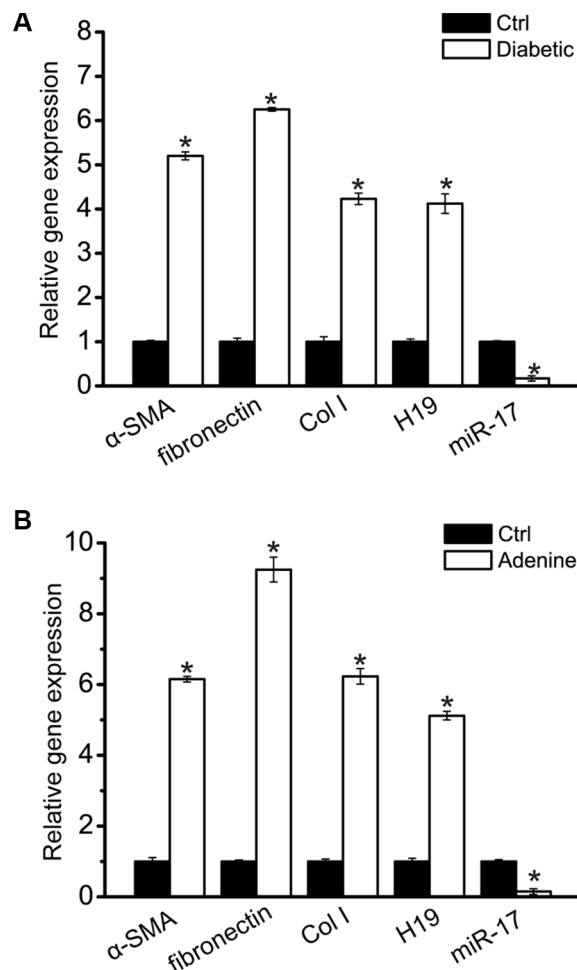 A
Ctrl
Diabetic
Relative gene expression
8
7
6
5
4
3
2
1
0
*
*
*
*
*
α-SMA
fibronectin
Col I
H19
miR-17
B
Ctrl
Adenine
Relative gene expression
10
8
6
4
2
0
*
*
*
*
*
α-SMA
fibronectin
Col I
H19
miR-17